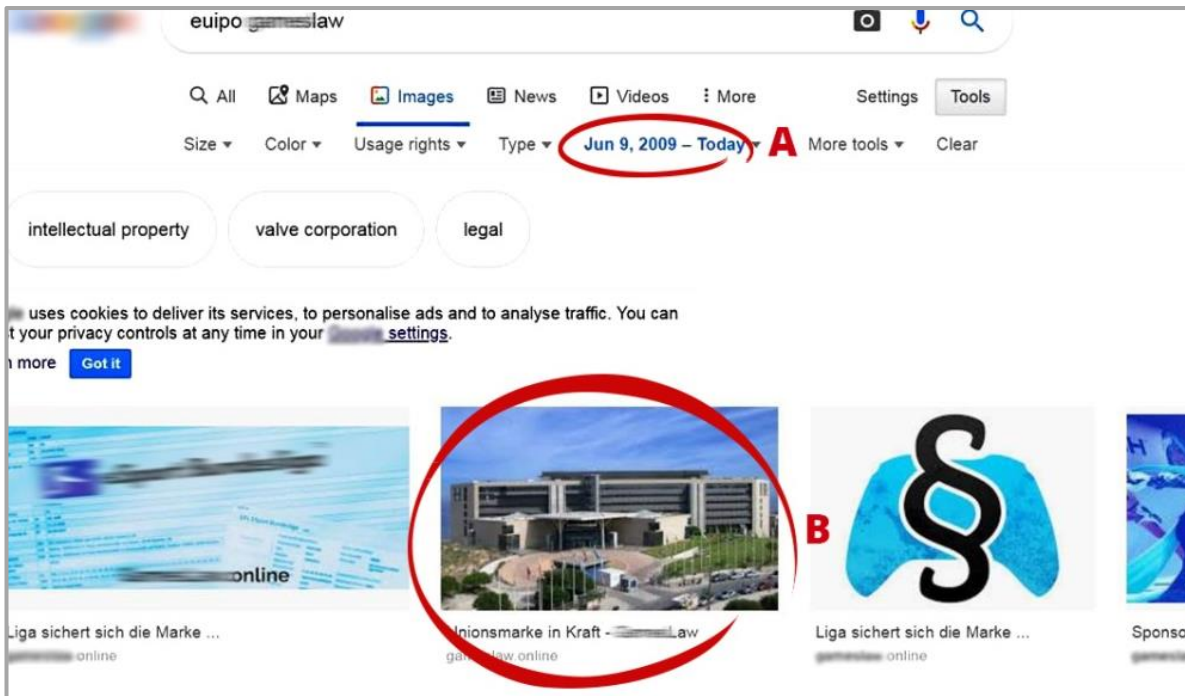 euipo law
All Maps Images News Videos More Settings Tools
Size Color Usage rights Type Jun 9, 2009 – Today A More tools Clear
intellectual property valve corporation legal
uses cookies to deliver its services, to personalise ads and to analyse traffic. You can
your privacy controls at any time in your settings.
more Got it
online
B
Liga sichert sich die Marke ...
Unionsmarke in Kraft - Law
Liga sichert sich die Marke ...
.online
gameslaw.online
.online